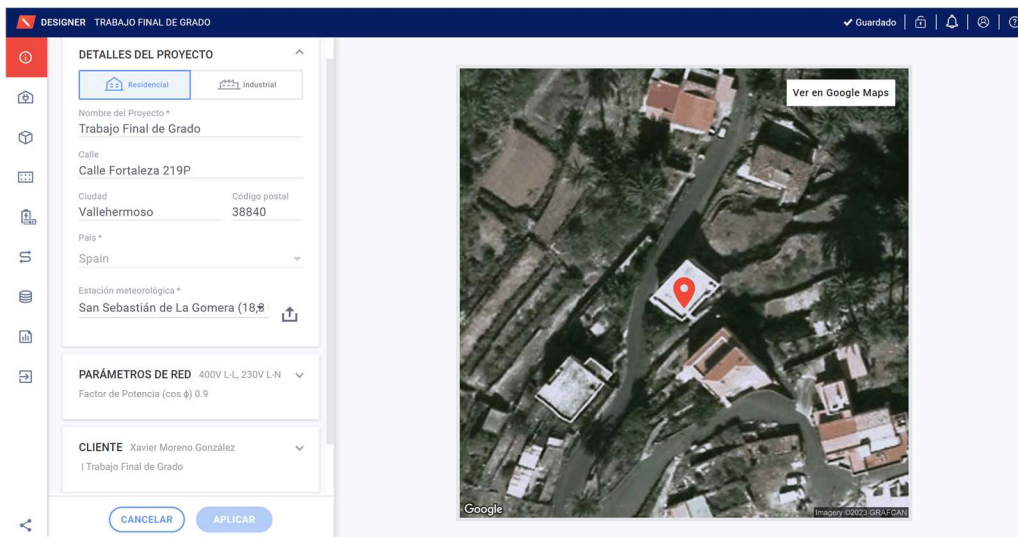 DESIGNER TRABAJO FINAL DE GRADO
Guardado
DETALLES DEL PROYECTO
Residencial
Industrial
Nombre del Proyecto *
Trabajo Final de Grado
Calle
Calle Fortaleza 219P
Ciudad Código postal
Vallehermoso 38840
País *
Spain
Estación meteorológica *
San Sebastián de La Gomera (18,8
PARÁMETROS DE RED 400V L-L, 230V L-N
Factor de Potencia (cos ϕ) 0.9
CLIENTE Xavier Moreno González
| Trabajo Final de Grado
CANCELAR APLICAR
Ver en Google Maps
Google
Imagery ©2023 GRAFCAN